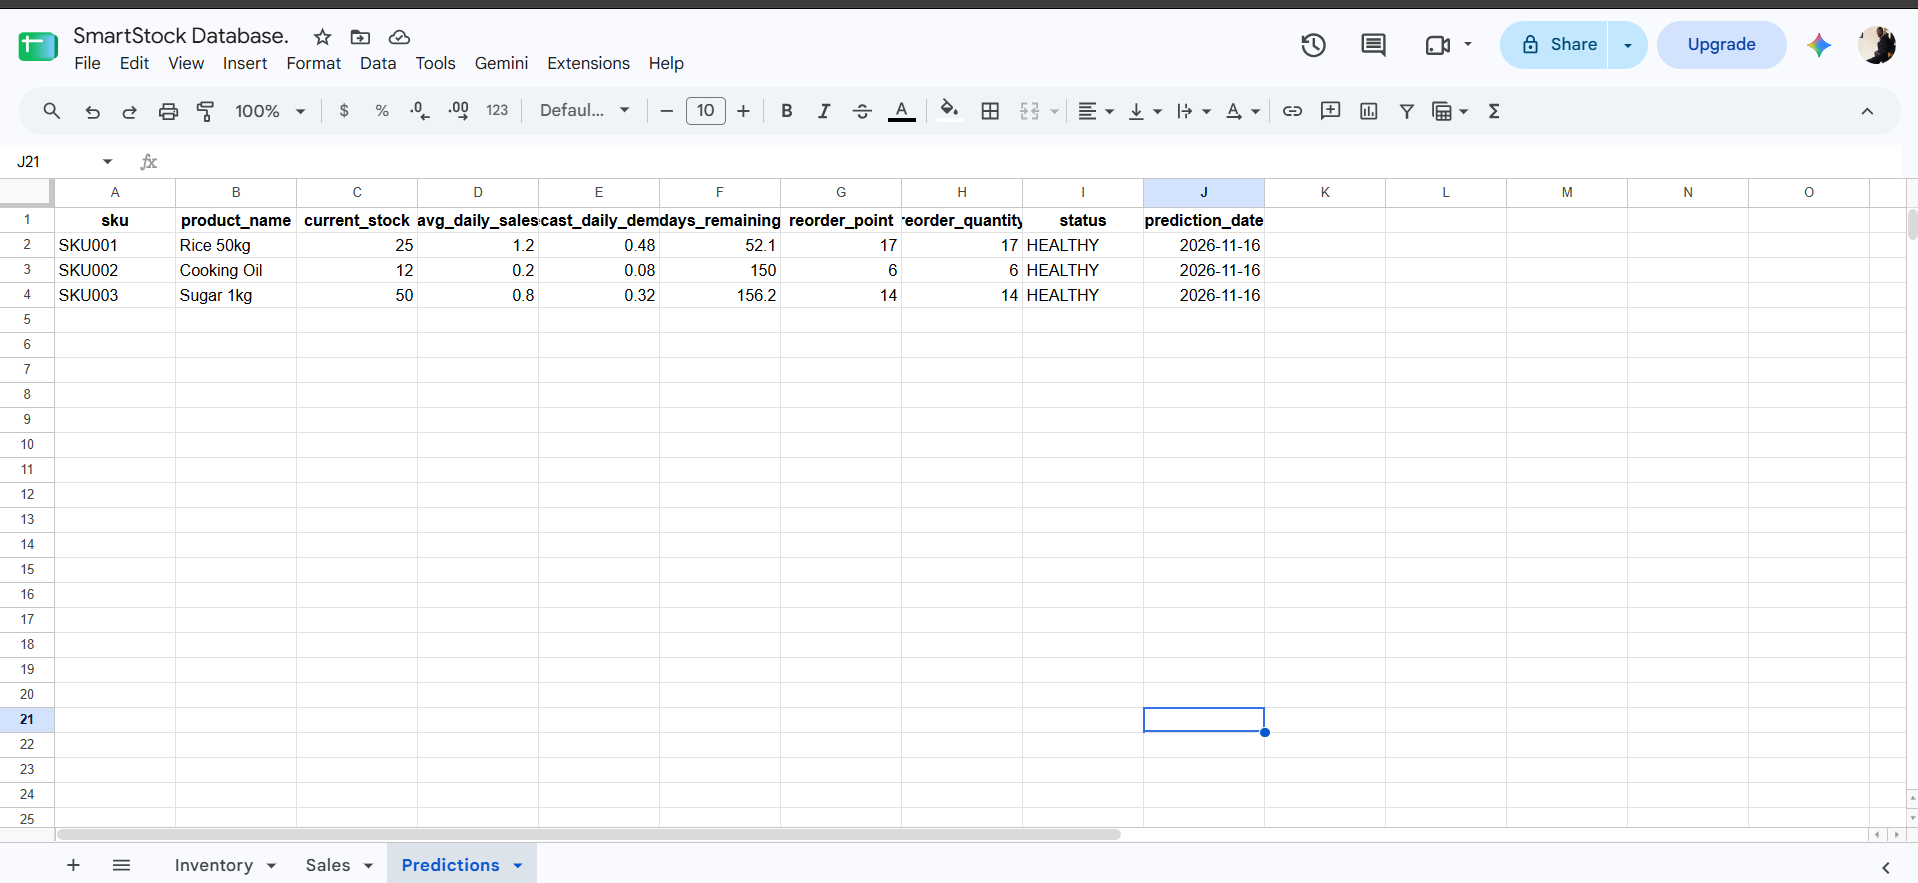 SmartStock Database.
File Edit View Insert Format Data Tools Gemini Extensions Help
Share Upgrade
100% $ % .0 .00 123 Defaul... 10 B I A A Σ
J21 fx
A B C D E F G H I J K L M N O
1 sku product_name current_stock avg_daily_sales cast_daily_dem days_remaining reorder_point reorder_quantity status prediction_date
2 SKU001 Rice 50kg 25 1.2 0.48 52.1 17 17 HEALTHY 2026-11-16
3 SKU002 Cooking Oil 12 0.2 0.08 150 6 6 HEALTHY 2026-11-16
4 SKU003 Sugar 1kg 50 0.8 0.32 156.2 14 14 HEALTHY 2026-11-16
5
6
7
8
9
10
11
12
13
14
15
16
17
18
19
20
21
22
23
24
25
Inventory Sales Predictions